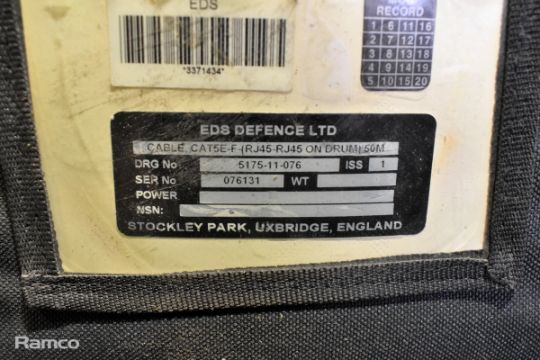 EDS
*3371434*
RECORD
1 6 11 16
2 7 12 17
3 8 13 18
4 9 14 19
5 10 15 20
EDS DEFENCE LTD
CABLE, CAT5E-F (RJ45-RJ45 ON DRUM) 50M
DRG No 5175-11-076 ISS 1
SER No 076131 WT
POWER
NSN:
STOCKLEY PARK, UXBRIDGE, ENGLAND
Ramco